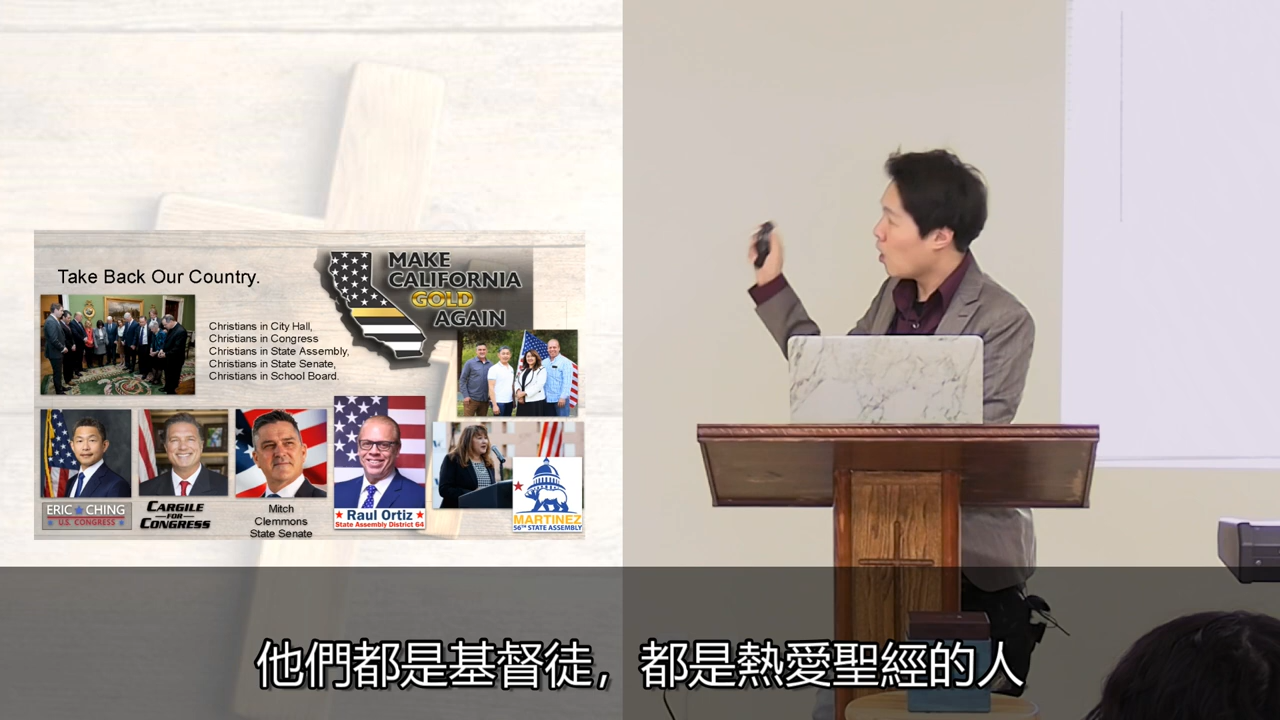 Take Back Our Country.
MAKE
CALIFORNIA
GOLD
AGAIN
Christians in City Hall,
Christians in Congress
Christians in State Assembly,
Christians in State Senate,
Christians in School Board.
ERIC CHING
U.S. CONGRESS
CARGILE
FOR
CONGRESS
Mitch
Clemmons
State Senate
Raul Ortiz
State Assembly District 64
MARTINEZ
56TH STATE ASSEMBLY
他們都是基督徒，都是熱愛聖經的人